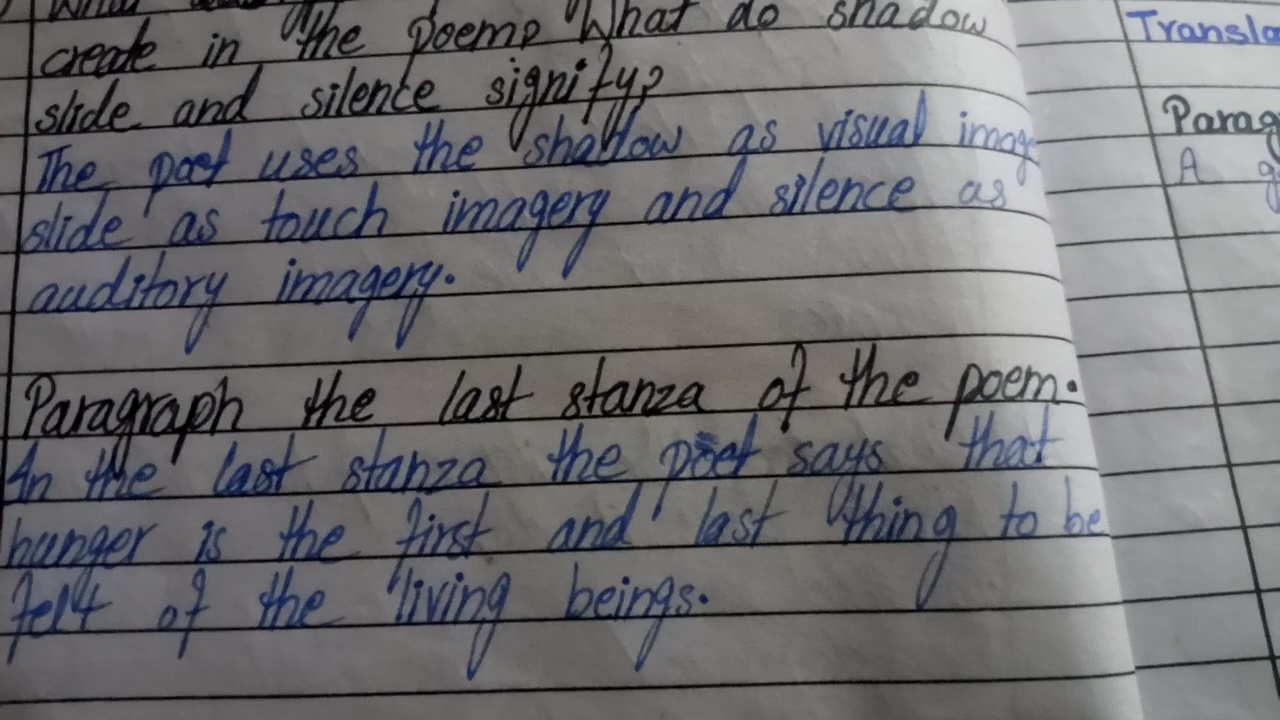 create in the poem? What do shadow
slide and silence signify?
The poet uses the shadow as visual image
slide as touch imagery and silence as
auditory imagery.
Paragraph the last stanza of the poem.
In the last stanza the poet says that
hunger is the first and last thing to be
felt of the living beings.
Transla
Parag
A g